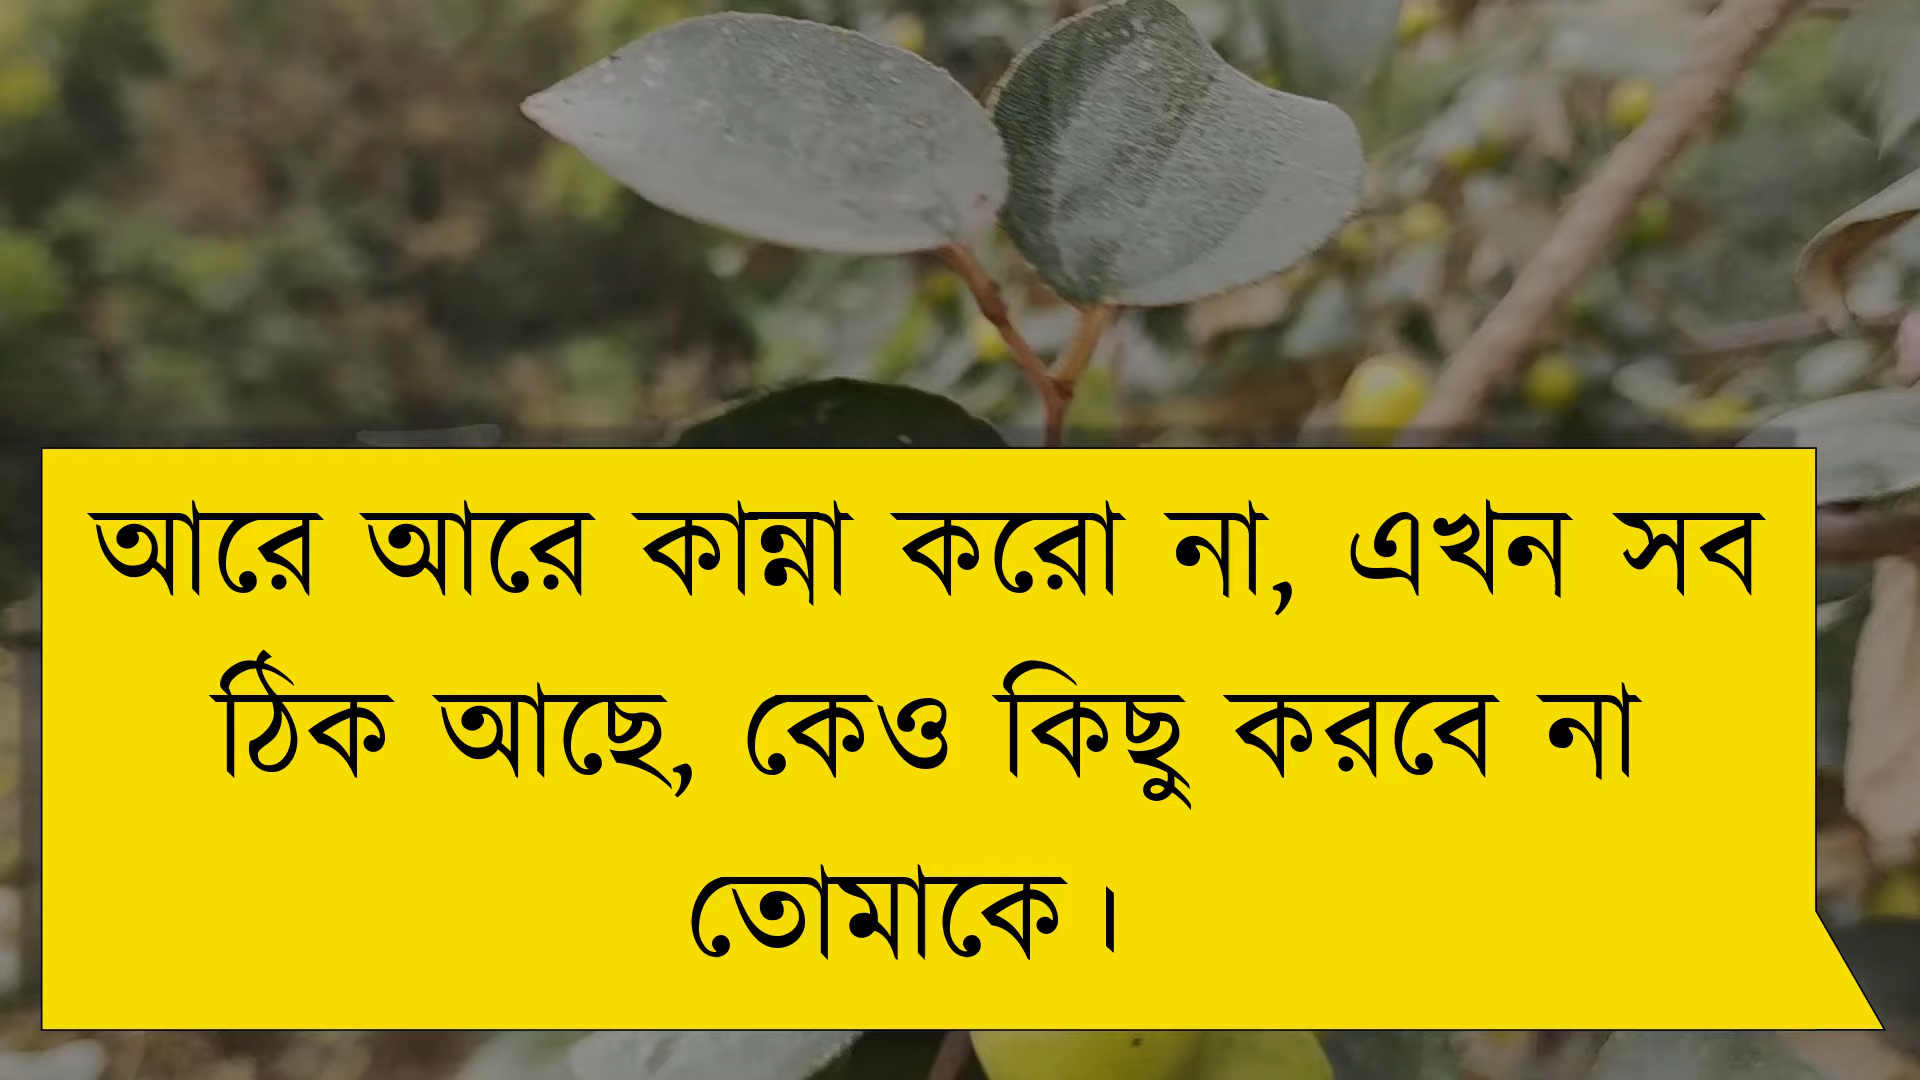 আরে আরে কান্না করো না, এখন সব
ঠিক আছে, কেও কিছু করবে না
তোমাকে।